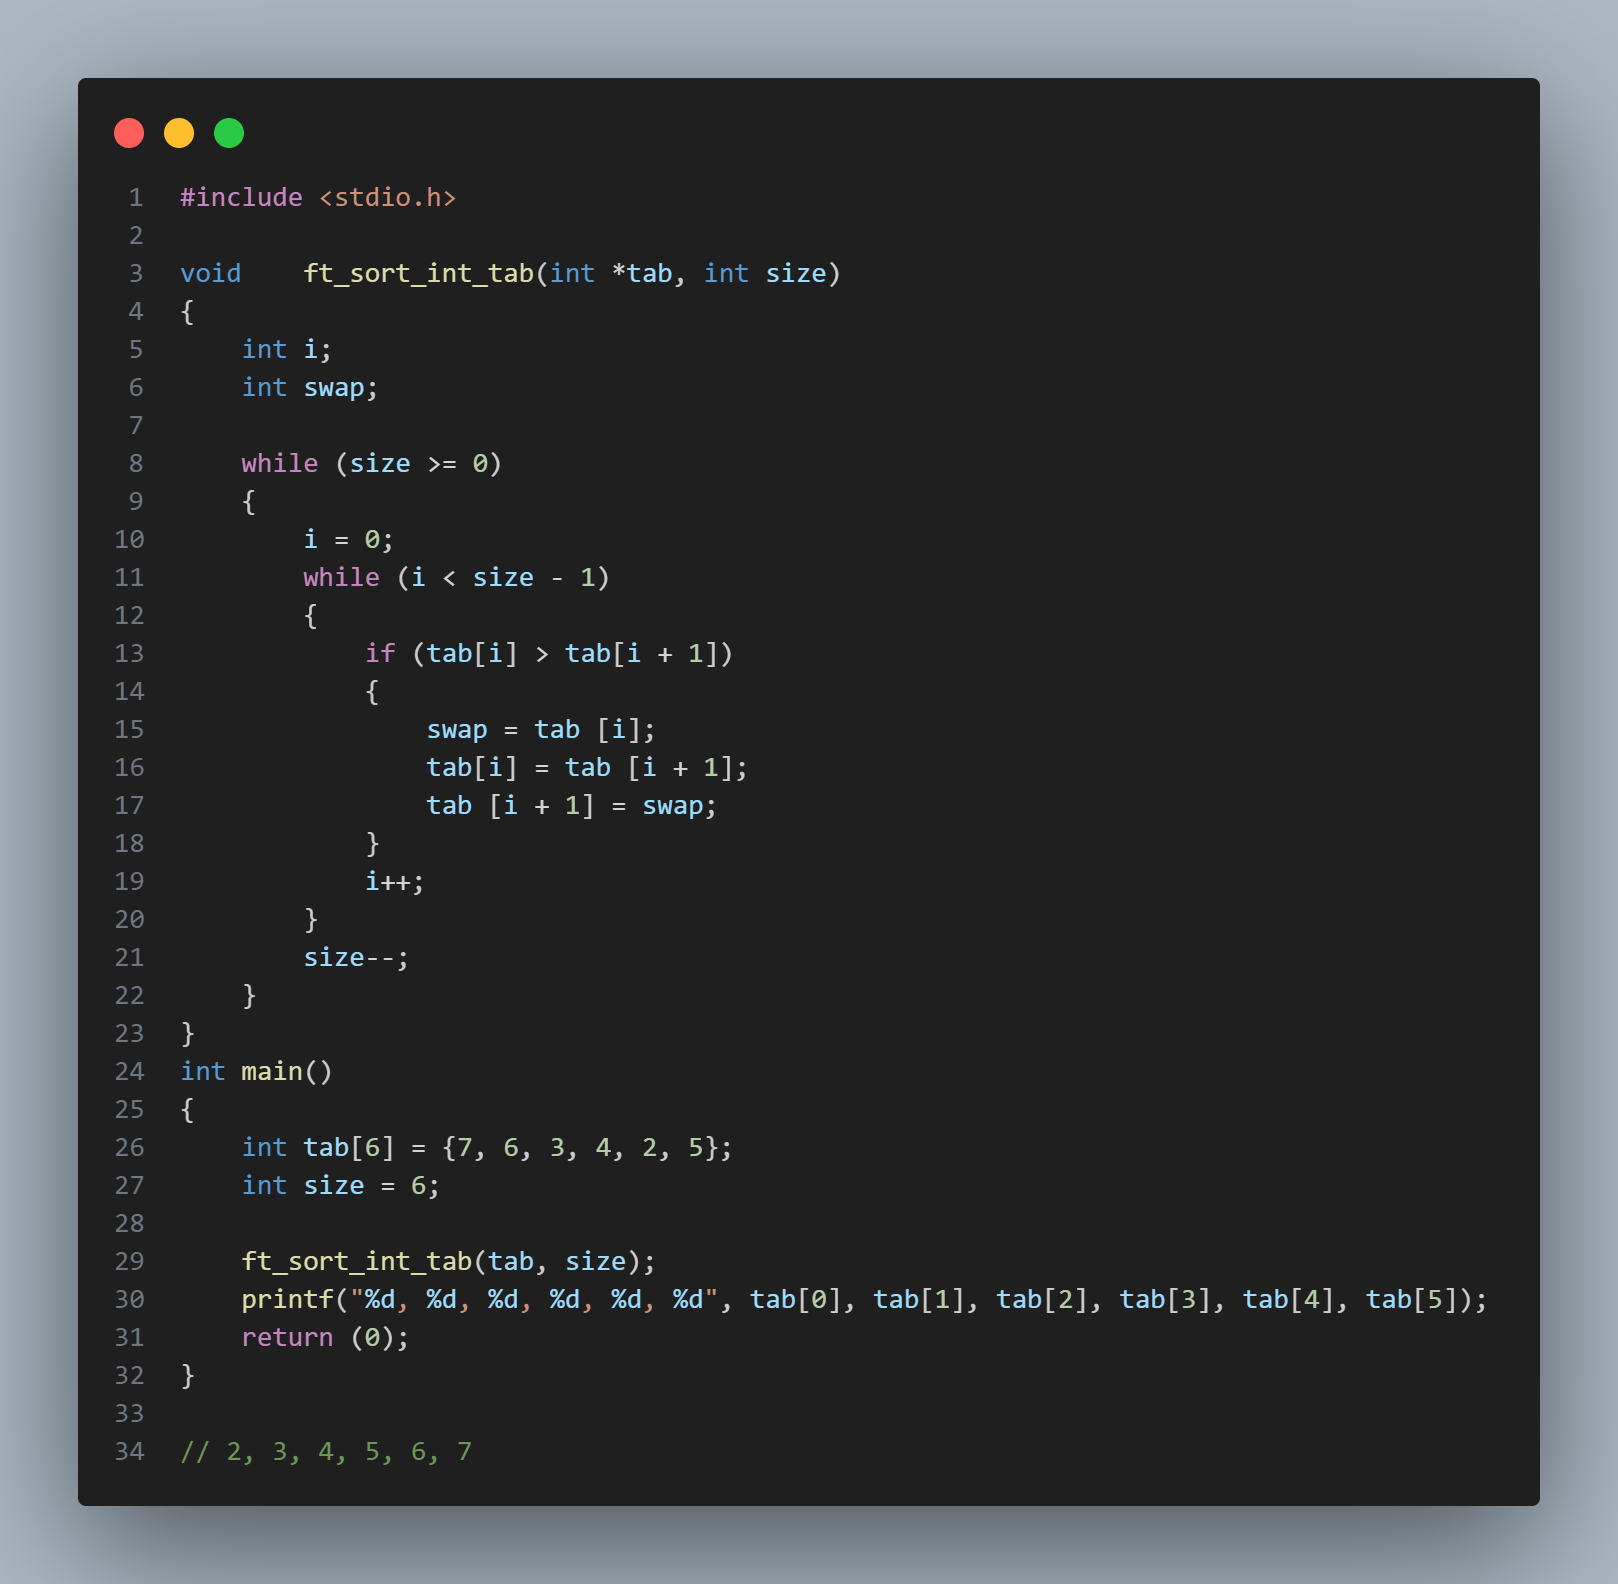 1 #include <stdio.h>
2
3 void    ft_sort_int_tab(int *tab, int size)
4 {
5     int i;
6     int swap;
7
8     while (size >= 0)
9     {
10         i = 0;
11         while (i < size - 1)
12         {
13             if (tab[i] > tab[i + 1])
14             {
15                 swap = tab [i];
16                 tab[i] = tab [i + 1];
17                 tab [i + 1] = swap;
18             }
19             i++;
20         }
21         size--;
22     }
23 }
24 int main()
25 {
26     int tab[6] = {7, 6, 3, 4, 2, 5};
27     int size = 6;
28
29     ft_sort_int_tab(tab, size);
30     printf("%d, %d, %d, %d, %d, %d", tab[0], tab[1], tab[2], tab[3], tab[4], tab[5]);
31     return (0);
32 }
33
34 // 2, 3, 4, 5, 6, 7